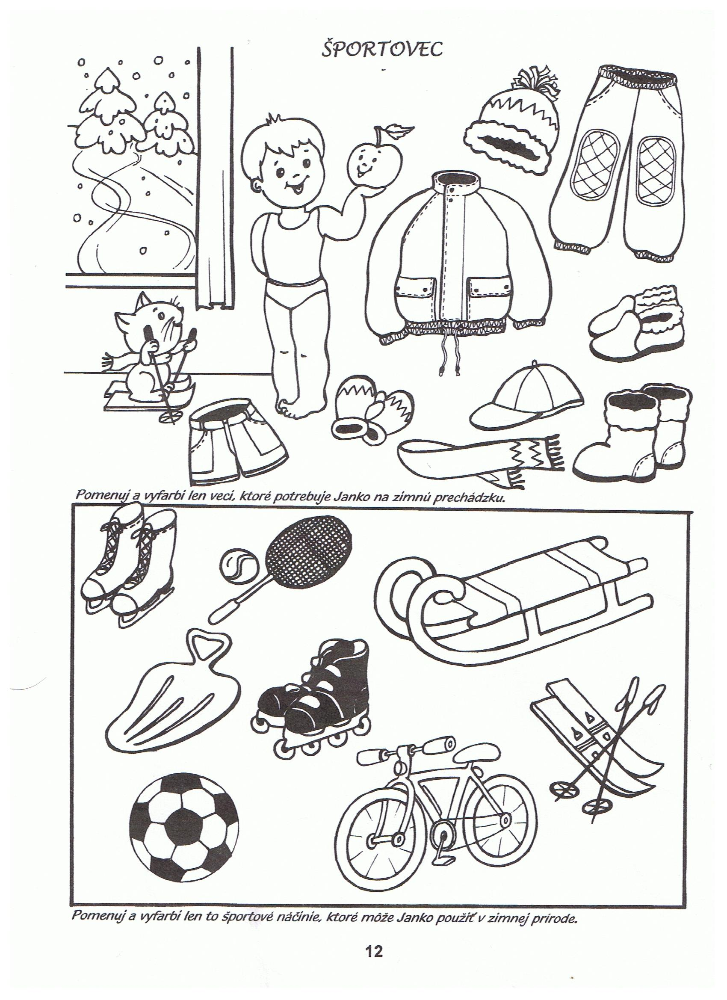 ŠPORTOVEC
Pomenuj a vyfarbi len veci, ktoré potrebuje Janko na zimnú prechádzku.
Pomenuj a vyfarbi len to športové náčinie, ktoré môže Janko použiť v zimnej prírode.
12